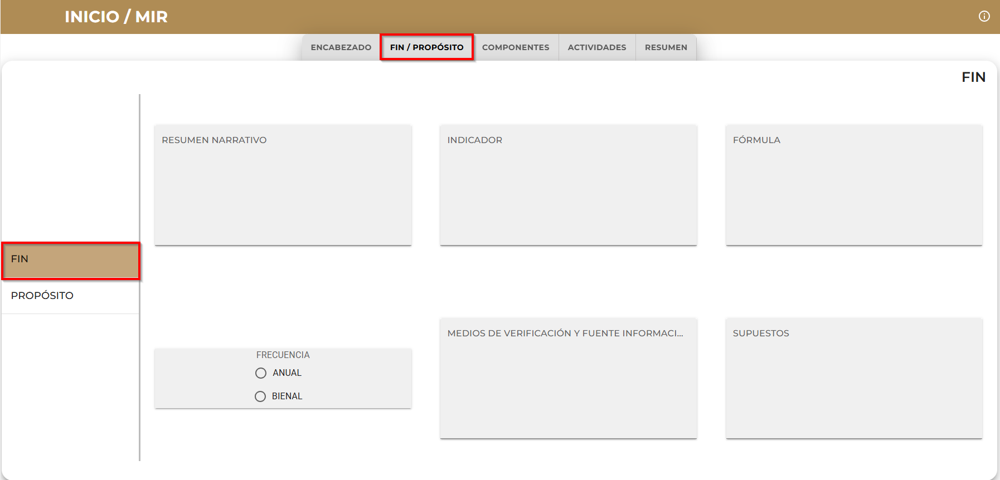 INICIO / MIR
ENCABEZADO
FIN / PROPÓSITO
COMPONENTES
ACTIVIDADES
RESUMEN
FIN
FIN
PROPÓSITO
RESUMEN NARRATIVO
INDICADOR
FÓRMULA
FRECUENCIA
ANUAL
BIENAL
MEDIOS DE VERIFICACIÓN Y FUENTE INFORMACI...
SUPUESTOS